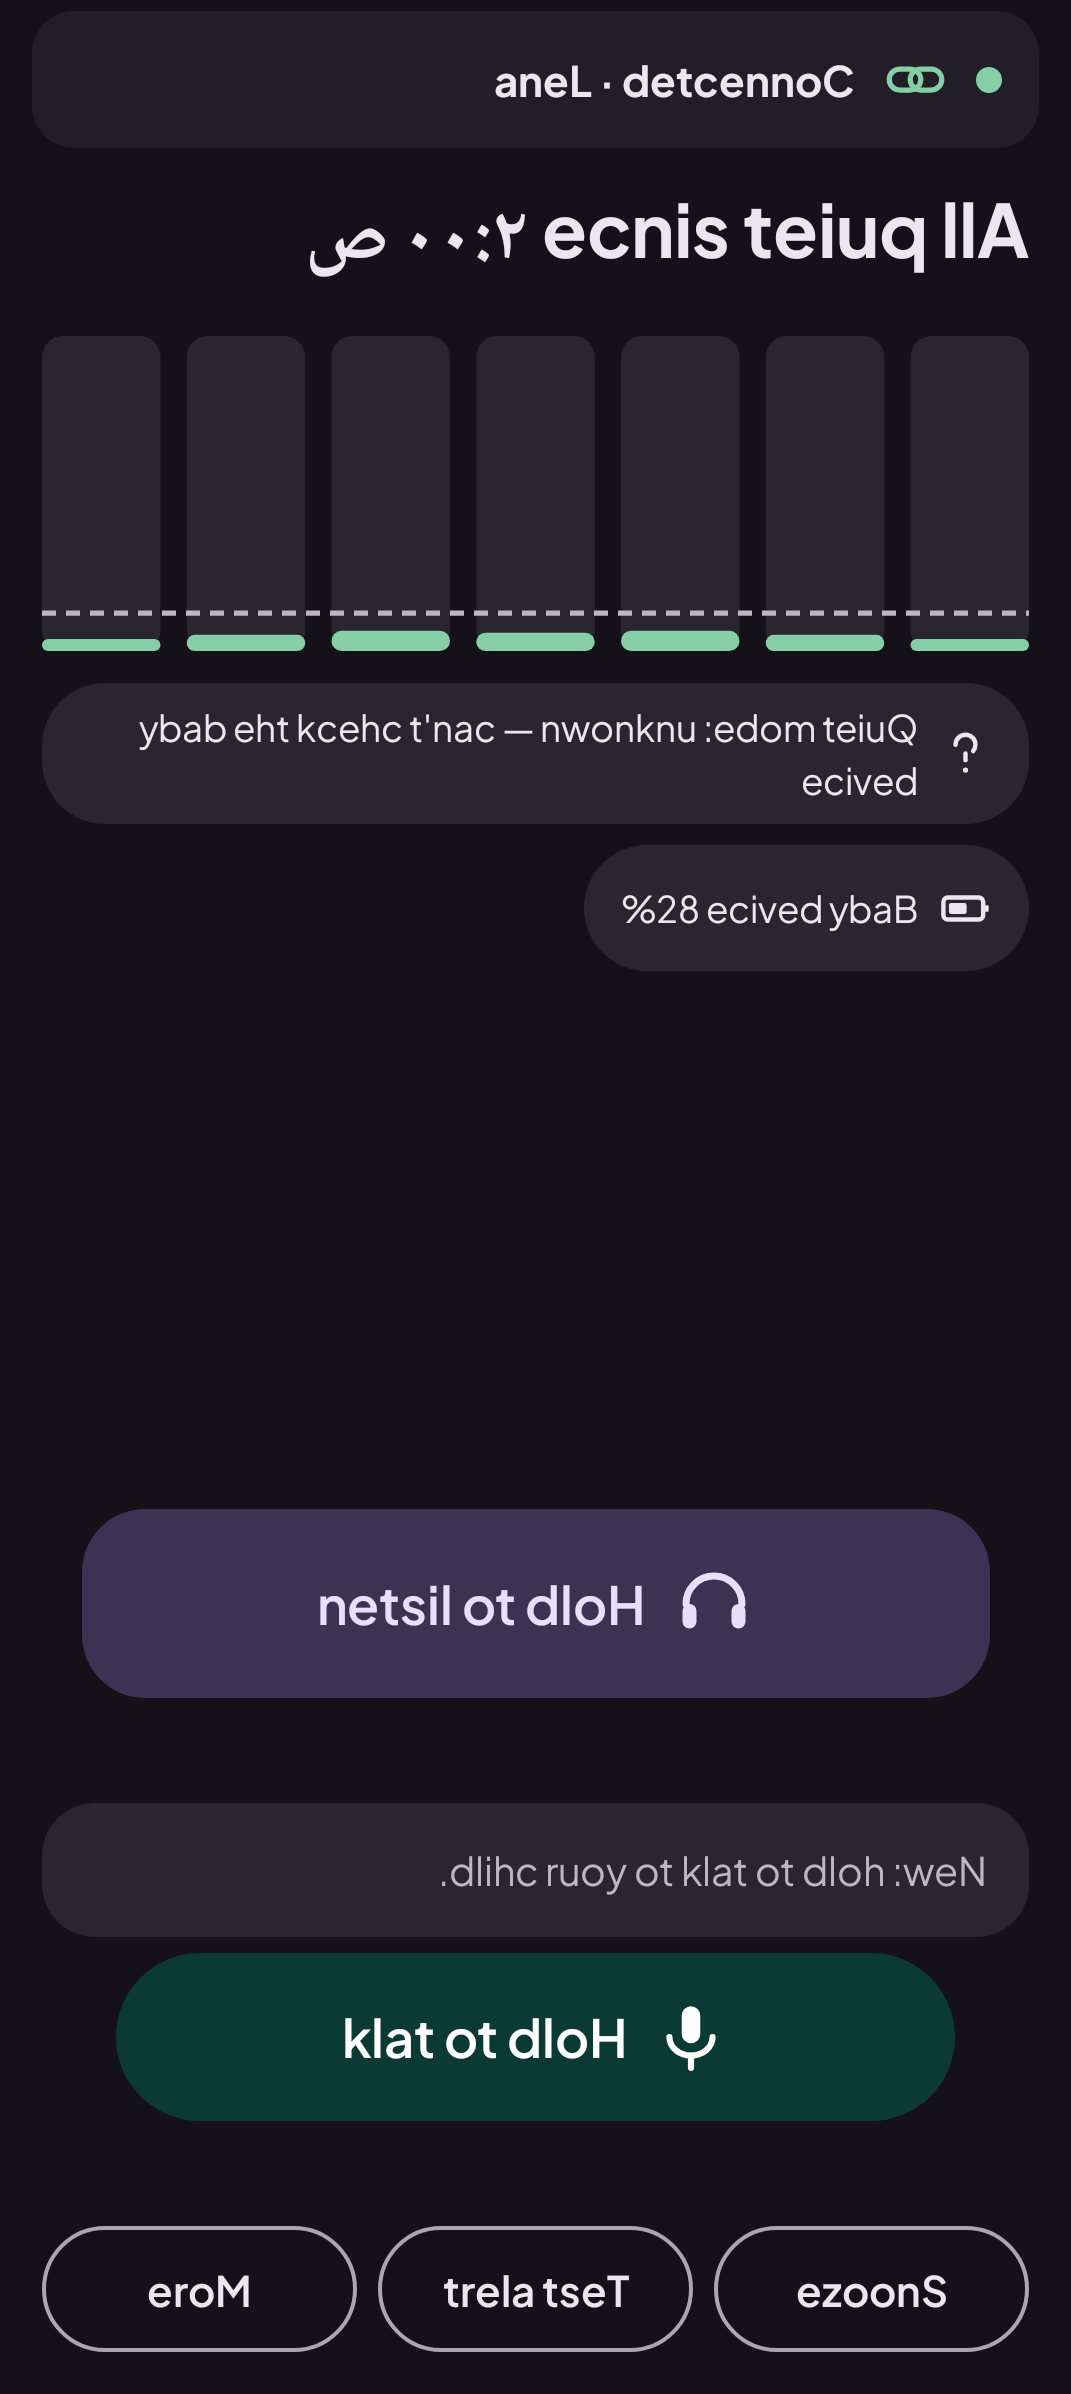 aneL · detcennoC
ص ٠٠:٢ ecnis teiuq llA
ybab eht kcehc t'nac — nwonknu :edom teiuQ
ecived
%28 ecived ybaB
netsil ot dloH
.dlihc ruoy ot klat ot dloh :weN
klat ot dloH
eroM
trela tseT
ezoonS